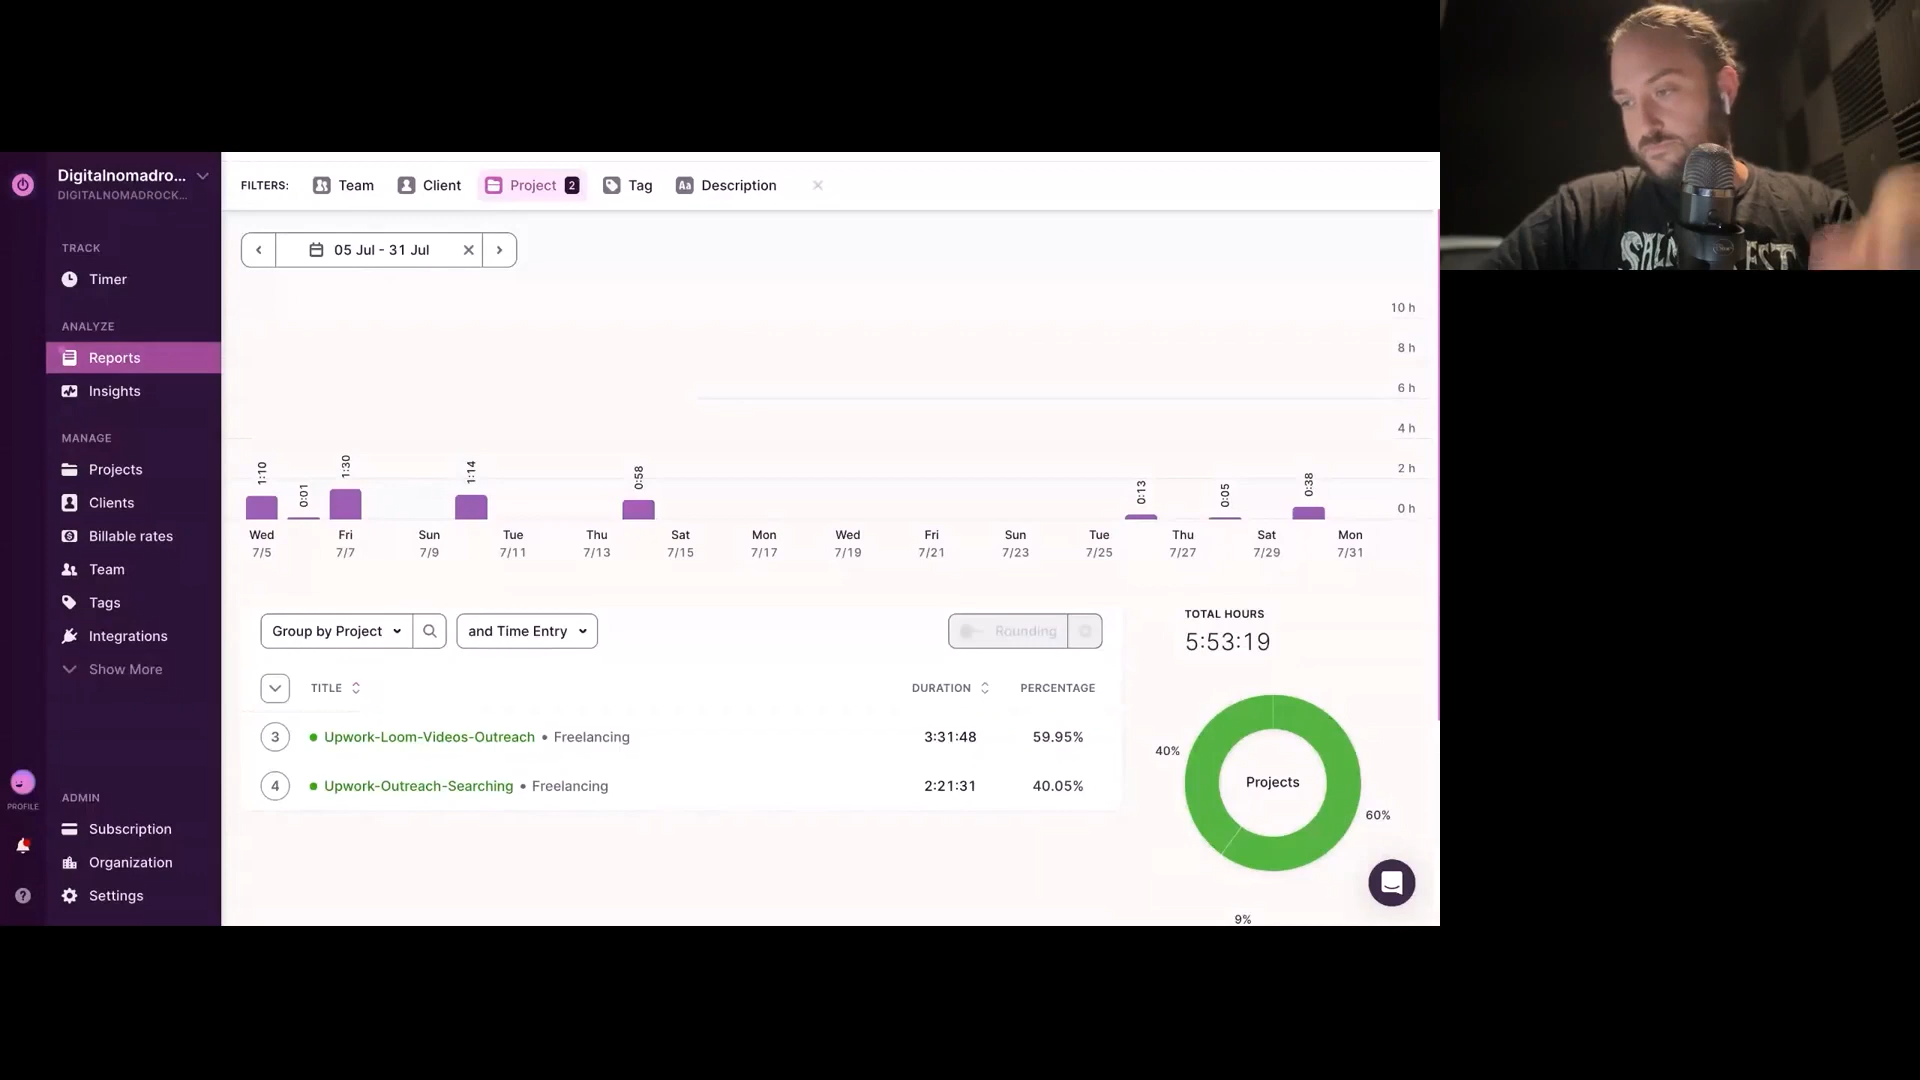 Digitalnomadro...
DIGITALNOMADROCK...
TRACK
Timer
ANALYZE
Reports
Insights
MANAGE
Projects
Clients
Billable rates
Team
Tags
Integrations
Show More
PROFILE
ADMIN
Subscription
Organization
Settings
FILTERS: Team Client Project 2 Tag Aa Description
05 Jul - 31 Jul
10 h
8 h
6 h
4 h
2 h
0 h
1:10 0:01 1:30 1:14 0:58 0:13 0:05 0:38
Wed Fri Sun Tue Thu Sat Mon Wed Fri Sun Tue Thu Sat Mon
7/5 7/7 7/9 7/11 7/13 7/15 7/17 7/19 7/21 7/23 7/25 7/27 7/29 7/31
Group by Project and Time Entry Rounding
TITLE DURATION PERCENTAGE
3 Upwork-Loom-Videos-Outreach • Freelancing 3:31:48 59.95%
4 Upwork-Outreach-Searching • Freelancing 2:21:31 40.05%
TOTAL HOURS
5:53:19
40%
Projects
60%
9%